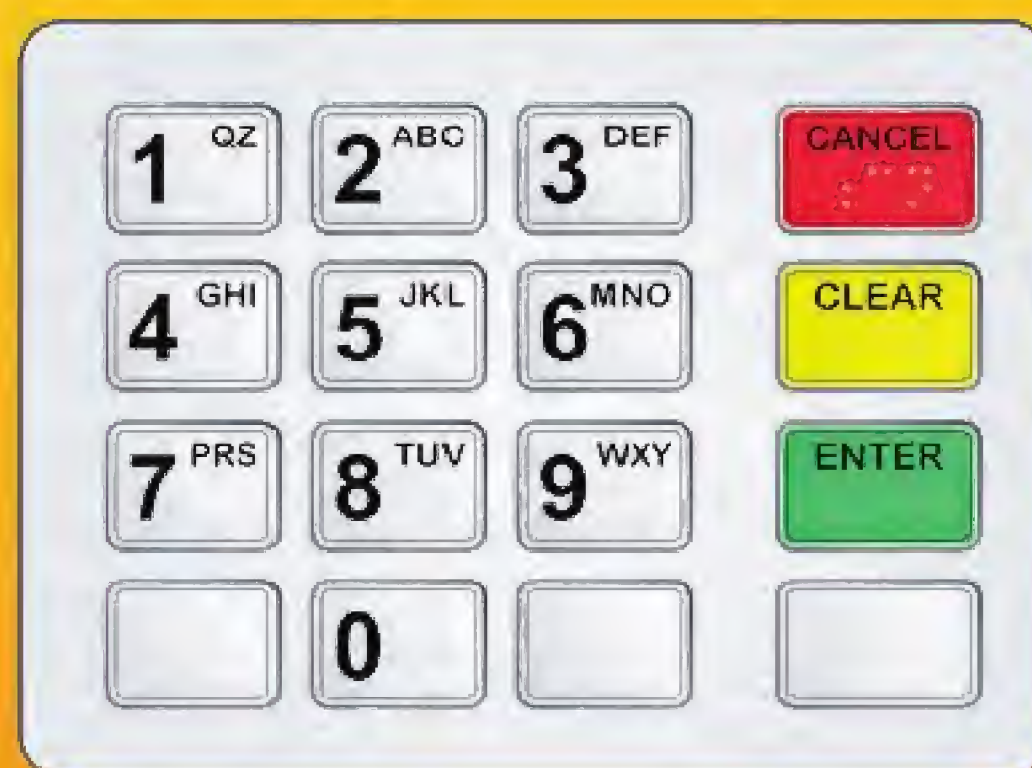 1 QZ 2 ABC 3 DEF CANCEL
4 GHI 5 JKL 6 MNO CLEAR
7 PRS 8 TUV 9 WXY ENTER
0